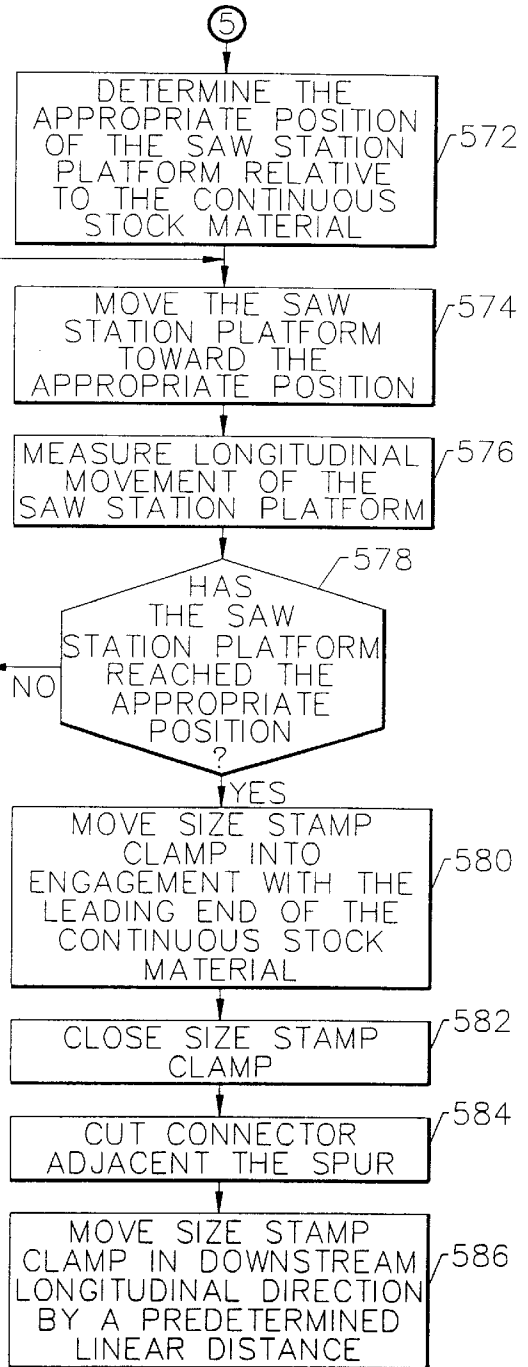 5
DETERMINE THE
APPROPRIATE POSITION
OF THE SAW STATION
PLATFORM RELATIVE
TO THE CONTINUOUS
STOCK MATERIAL
572
MOVE THE SAW
STATION PLATFORM
TOWARD THE
APPROPRIATE POSITION
574
MEASURE LONGITUDINAL
MOVEMENT OF THE
SAW STATION PLATFORM
576
578
HAS
THE SAW
STATION PLATFORM
REACHED THE
APPROPRIATE
POSITION
?
NO
YES
MOVE SIZE STAMP
CLAMP INTO
ENGAGEMENT WITH THE
LEADING END OF THE
CONTINUOUS STOCK
MATERIAL
580
CLOSE SIZE STAMP
CLAMP
582
CUT CONNECTOR
ADJACENT THE SPUR
584
MOVE SIZE STAMP
CLAMP IN DOWNSTREAM
LONGITUDINAL DIRECTION
BY A PREDETERMINED
LINEAR DISTANCE
586